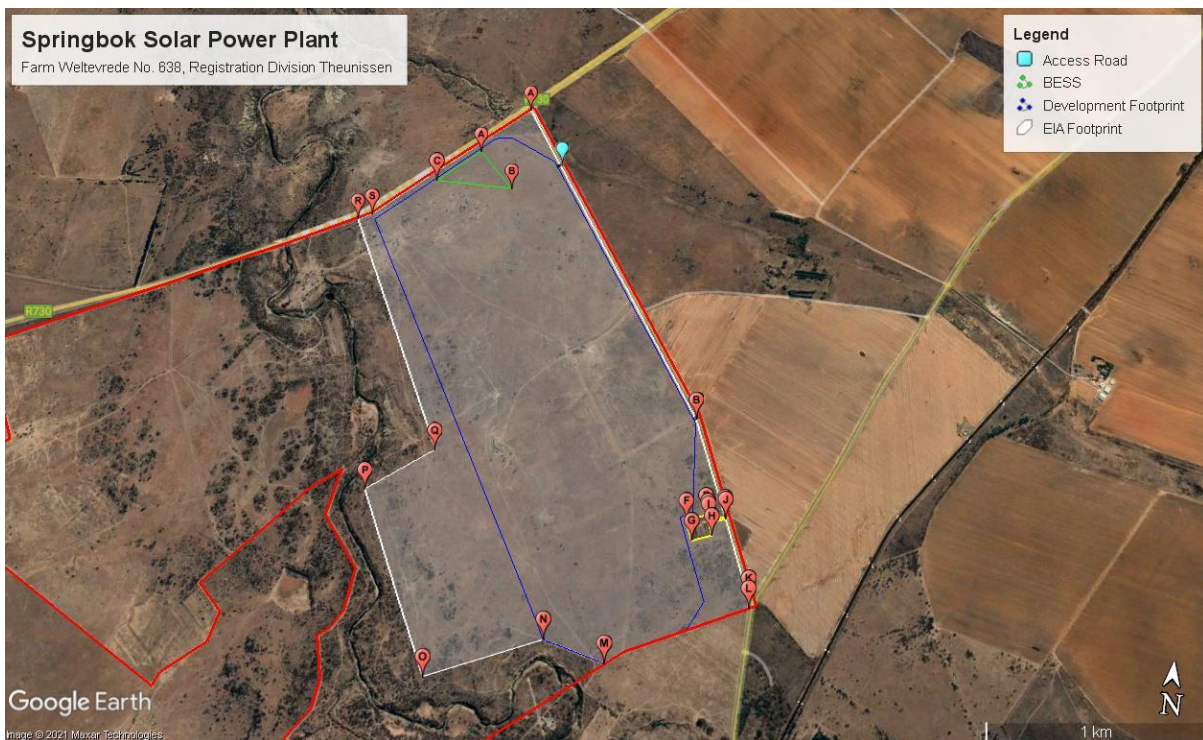 Springbok Solar Power Plant
Farm Weltevrede No. 638, Registration Division Theunissen
Legend
Access Road
BESS
Development Footprint
EIA Footprint
A
A
C
B
R
S
R730
B
Q
P
F
J
G
H
K
L
N
M
O
Google Earth
Image © 2021 Maxar Technologies
N
1 km